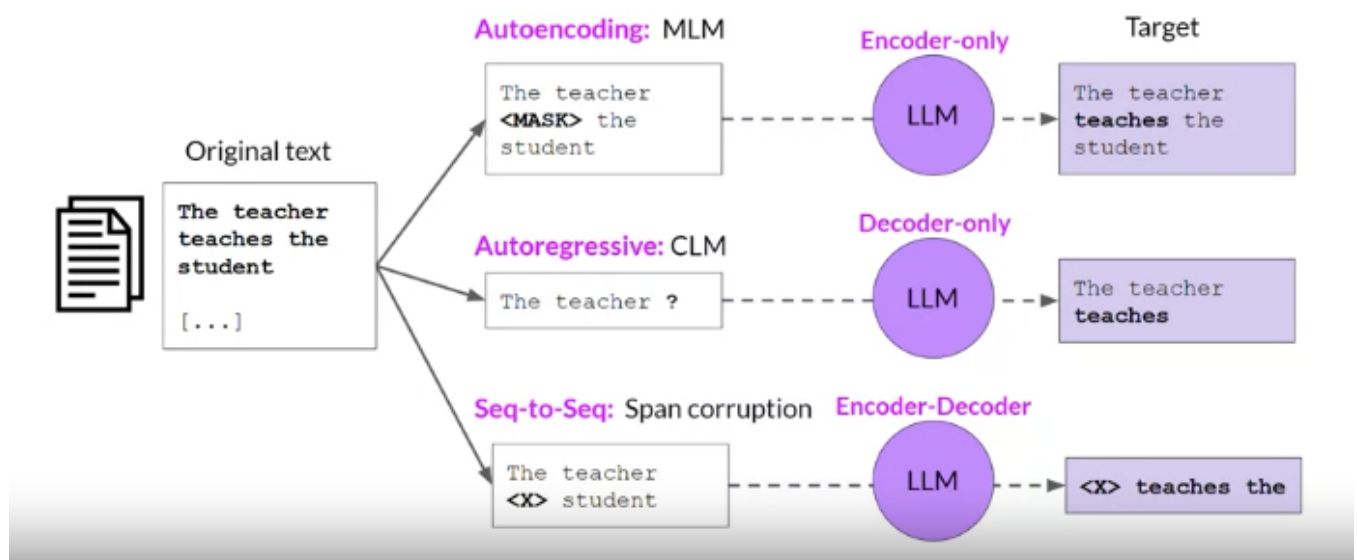 Original text
The teacher
teaches the
student
[...]
Autoencoding: MLM
The teacher
<MASK> the
student
Encoder-only
LLM
Target
The teacher
teaches the
student
Autoregressive: CLM
The teacher ?
Decoder-only
LLM
The teacher
teaches
Seq-to-Seq: Span corruption
The teacher
<X> student
Encoder-Decoder
LLM
<X> teaches the